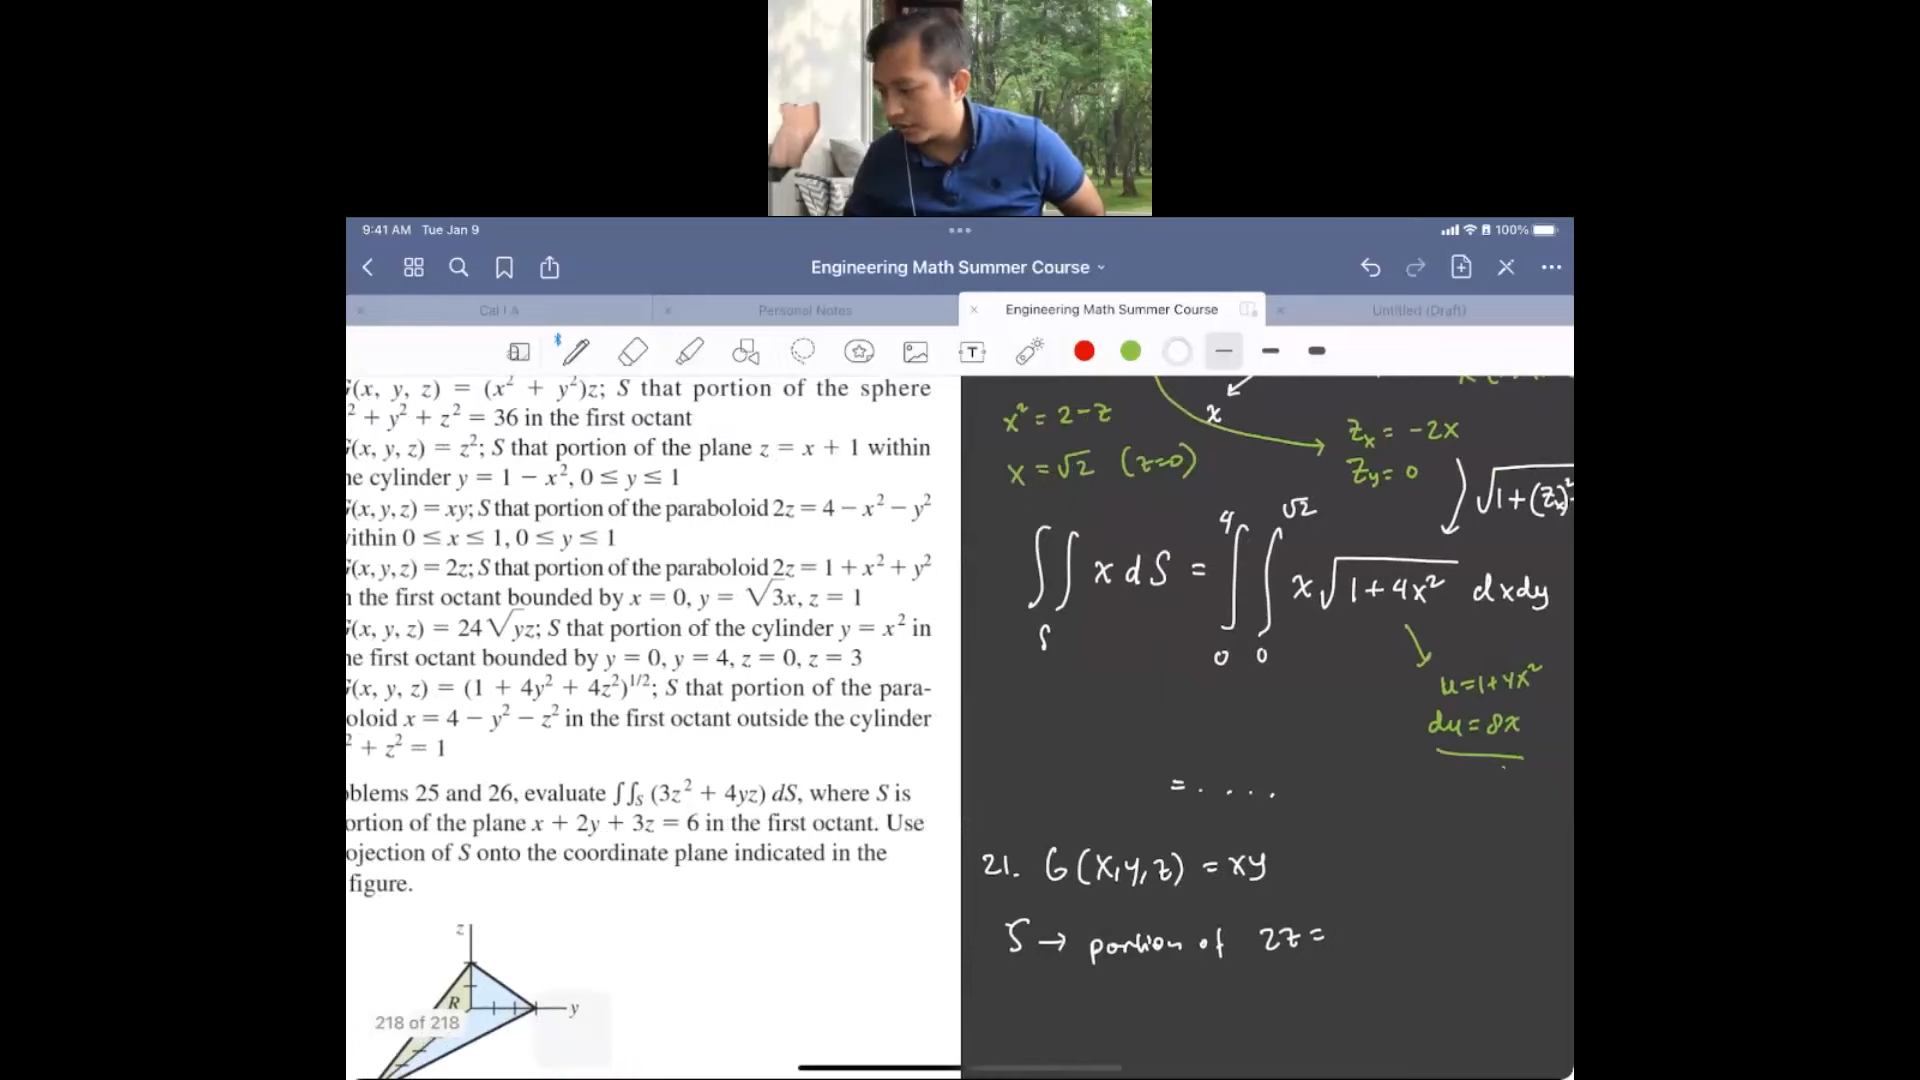 9:41 AM Tue Jan 9
100%
Engineering Math Summer Course
Cal I A
Personal Notes
Engineering Math Summer Course
Untitled (Draft)
(x, y, z) = (x² + y²)z; S that portion of the sphere
² + y² + z² = 36 in the first octant
(x, y, z) = z²; S that portion of the plane z = x + 1 within
e cylinder y = 1 − x², 0 ≤ y ≤ 1
(x, y, z) = xy; S that portion of the paraboloid 2z = 4 − x² − y²
ithin 0 ≤ x ≤ 1, 0 ≤ y ≤ 1
(x, y, z) = 2z; S that portion of the paraboloid 2z = 1 + x² + y²
the first octant bounded by x = 0, y = √3x, z = 1
(x, y, z) = 24√yz; S that portion of the cylinder y = x² in
e first octant bounded by y = 0, y = 4, z = 0, z = 3
(x, y, z) = (1 + 4y² + 4z²)^1/2; S that portion of the para-
oloid x = 4 − y² − z² in the first octant outside the cylinder
² + z² = 1
blems 25 and 26, evaluate ∫∫S (3z² + 4yz) dS, where S is
ortion of the plane x + 2y + 3z = 6 in the first octant. Use
ojection of S onto the coordinate plane indicated in the
figure.
z
R
y
218 of 218
x
x² = 2 - z
x = √2 (z=0)
Zx = -2x
Zy = 0
√1+(Zx)²
∫∫S x dS = ∫₀⁴ ∫₀^√2 x√1+4x² dxdy
u=1+4x²
du=8x
= . . . .
21. G(x,y,z) = xy
S → portion of 2z =